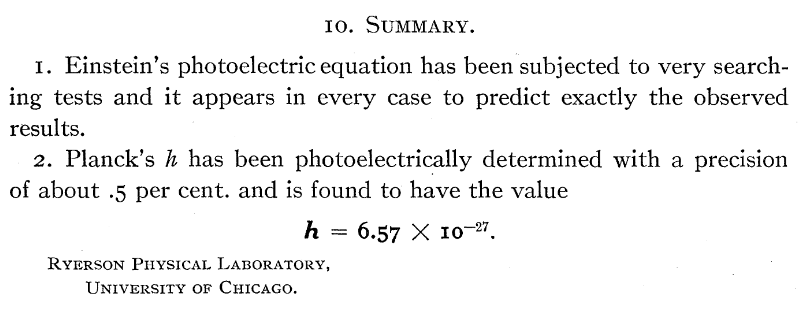 10. SUMMARY.
1. Einstein's photoelectric equation has been subjected to very search-
ing tests and it appears in every case to predict exactly the observed
results.
2. Planck's h has been photoelectrically determined with a precision
of about .5 per cent. and is found to have the value
h = 6.57 × 10⁻²⁷.
RYERSON PHYSICAL LABORATORY,
UNIVERSITY OF CHICAGO.